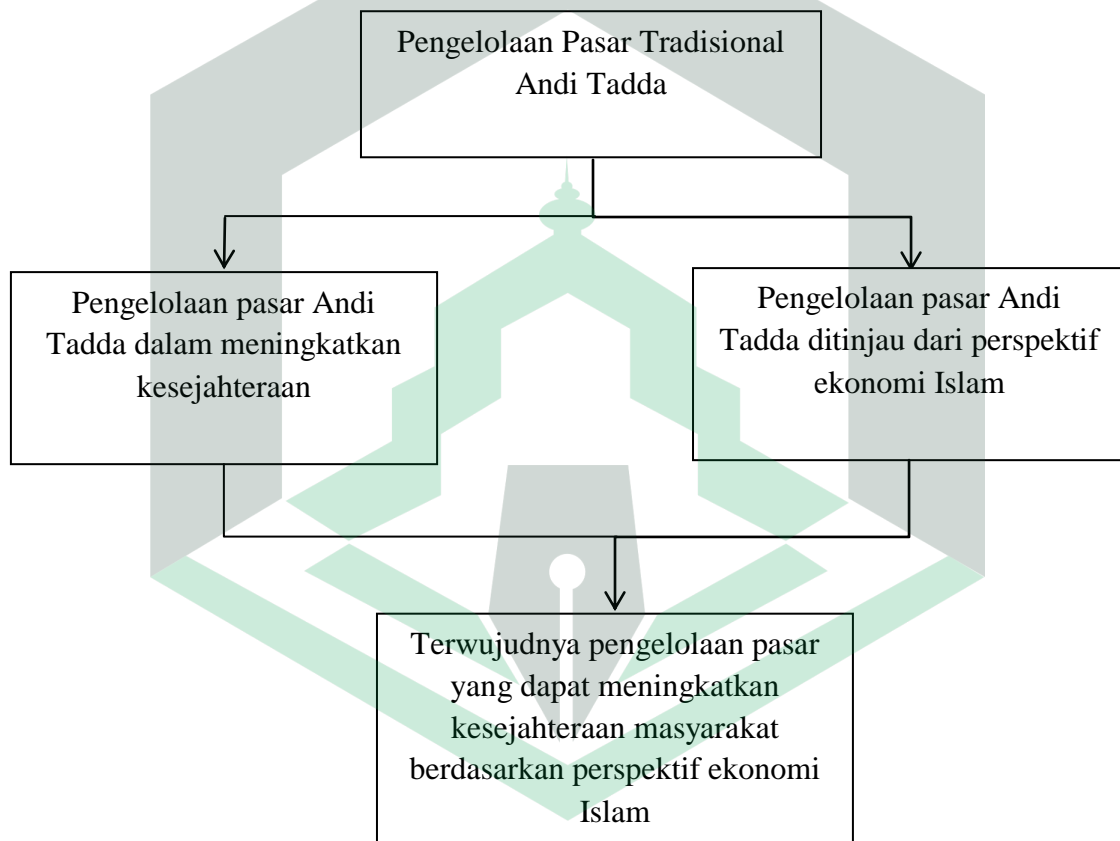 Pengelolaan Pasar Tradisional
Andi Tadda
Pengelolaan pasar Andi
Tadda dalam meningkatkan
kesejahteraan
Pengelolaan pasar Andi
Tadda ditinjau dari perspektif
ekonomi Islam
Terwujudnya pengelolaan pasar
yang dapat meningkatkan
kesejahteraan masyarakat
berdasarkan perspektif ekonomi
Islam